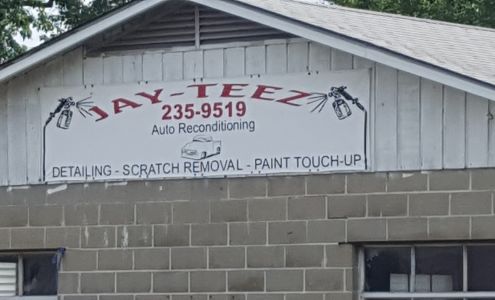 JAY-TEEZ
235-9519
Auto Reconditioning
DETAILING - SCRATCH REMOVAL - PAINT TOUCH-UP